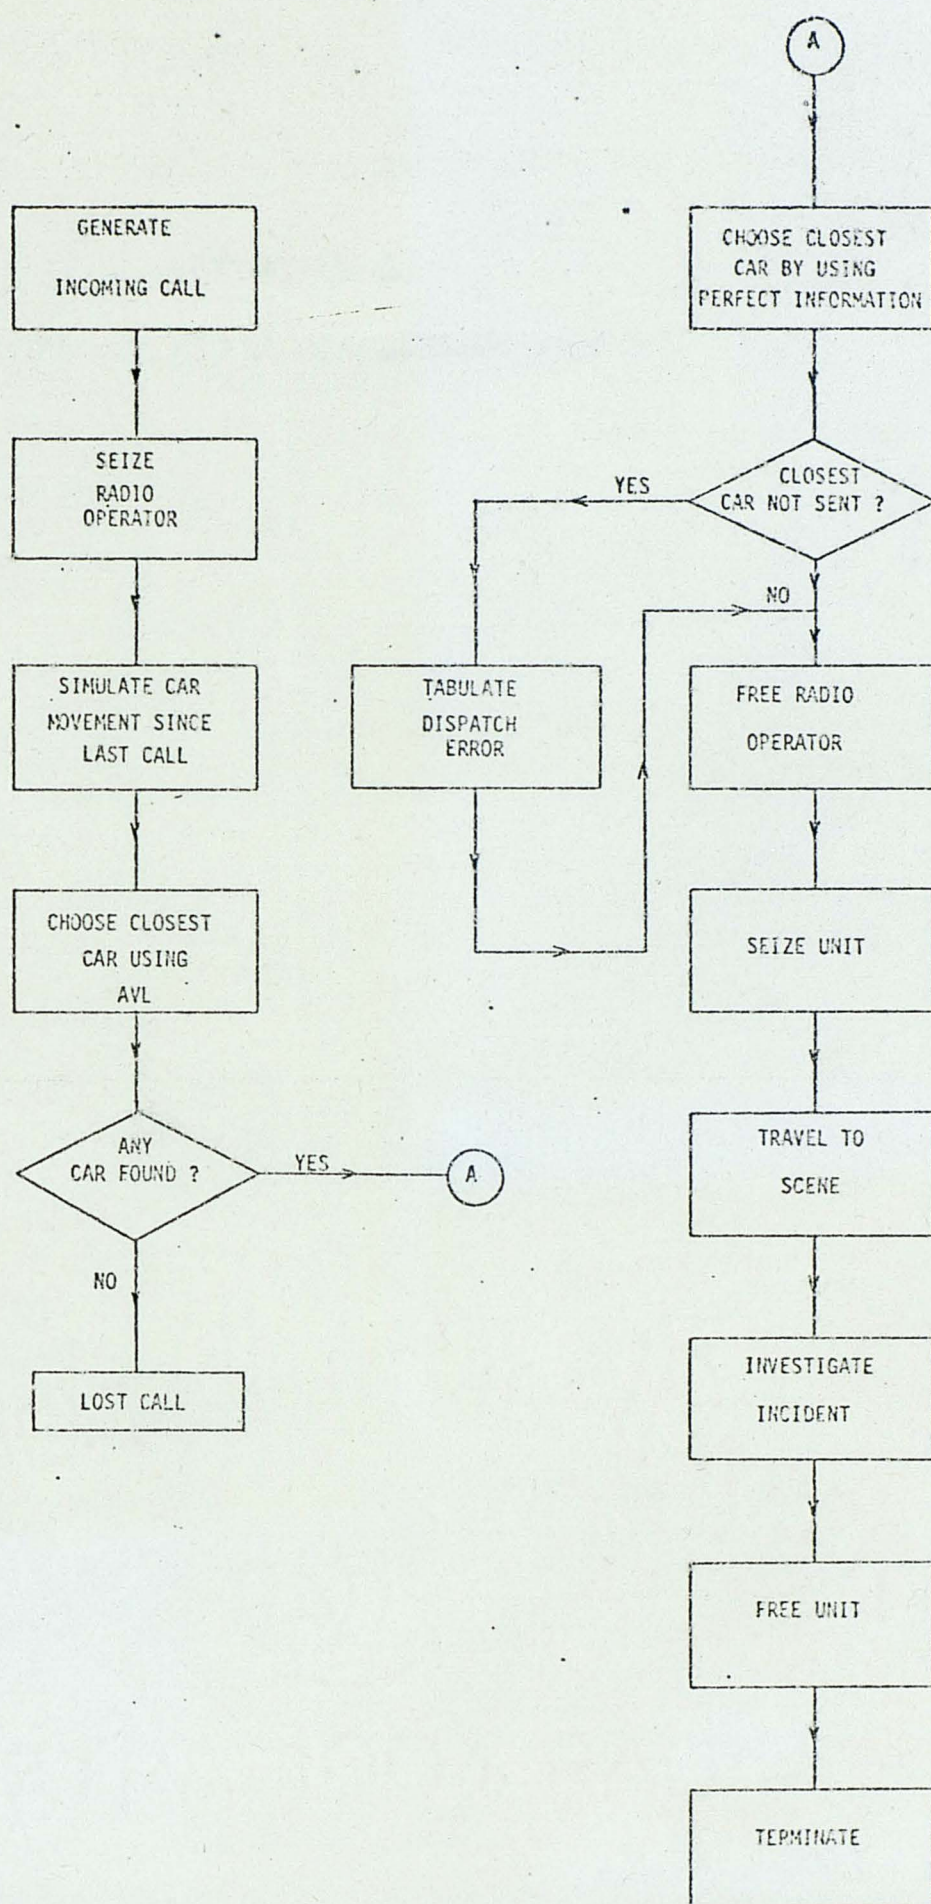 GENERATE
INCOMING CALL
SEIZE
RADIO
OPERATOR
SIMULATE CAR
MOVEMENT SINCE
LAST CALL
CHOOSE CLOSEST
CAR USING
AVL
ANY
CAR FOUND ?
YES
A
NO
LOST CALL
A
CHOOSE CLOSEST
CAR BY USING
PERFECT INFORMATION
CLOSEST
CAR NOT SENT ?
YES
NO
TABULATE
DISPATCH
ERROR
FREE RADIO
OPERATOR
SEIZE UNIT
TRAVEL TO
SCENE
INVESTIGATE
INCIDENT
FREE UNIT
TERMINATE